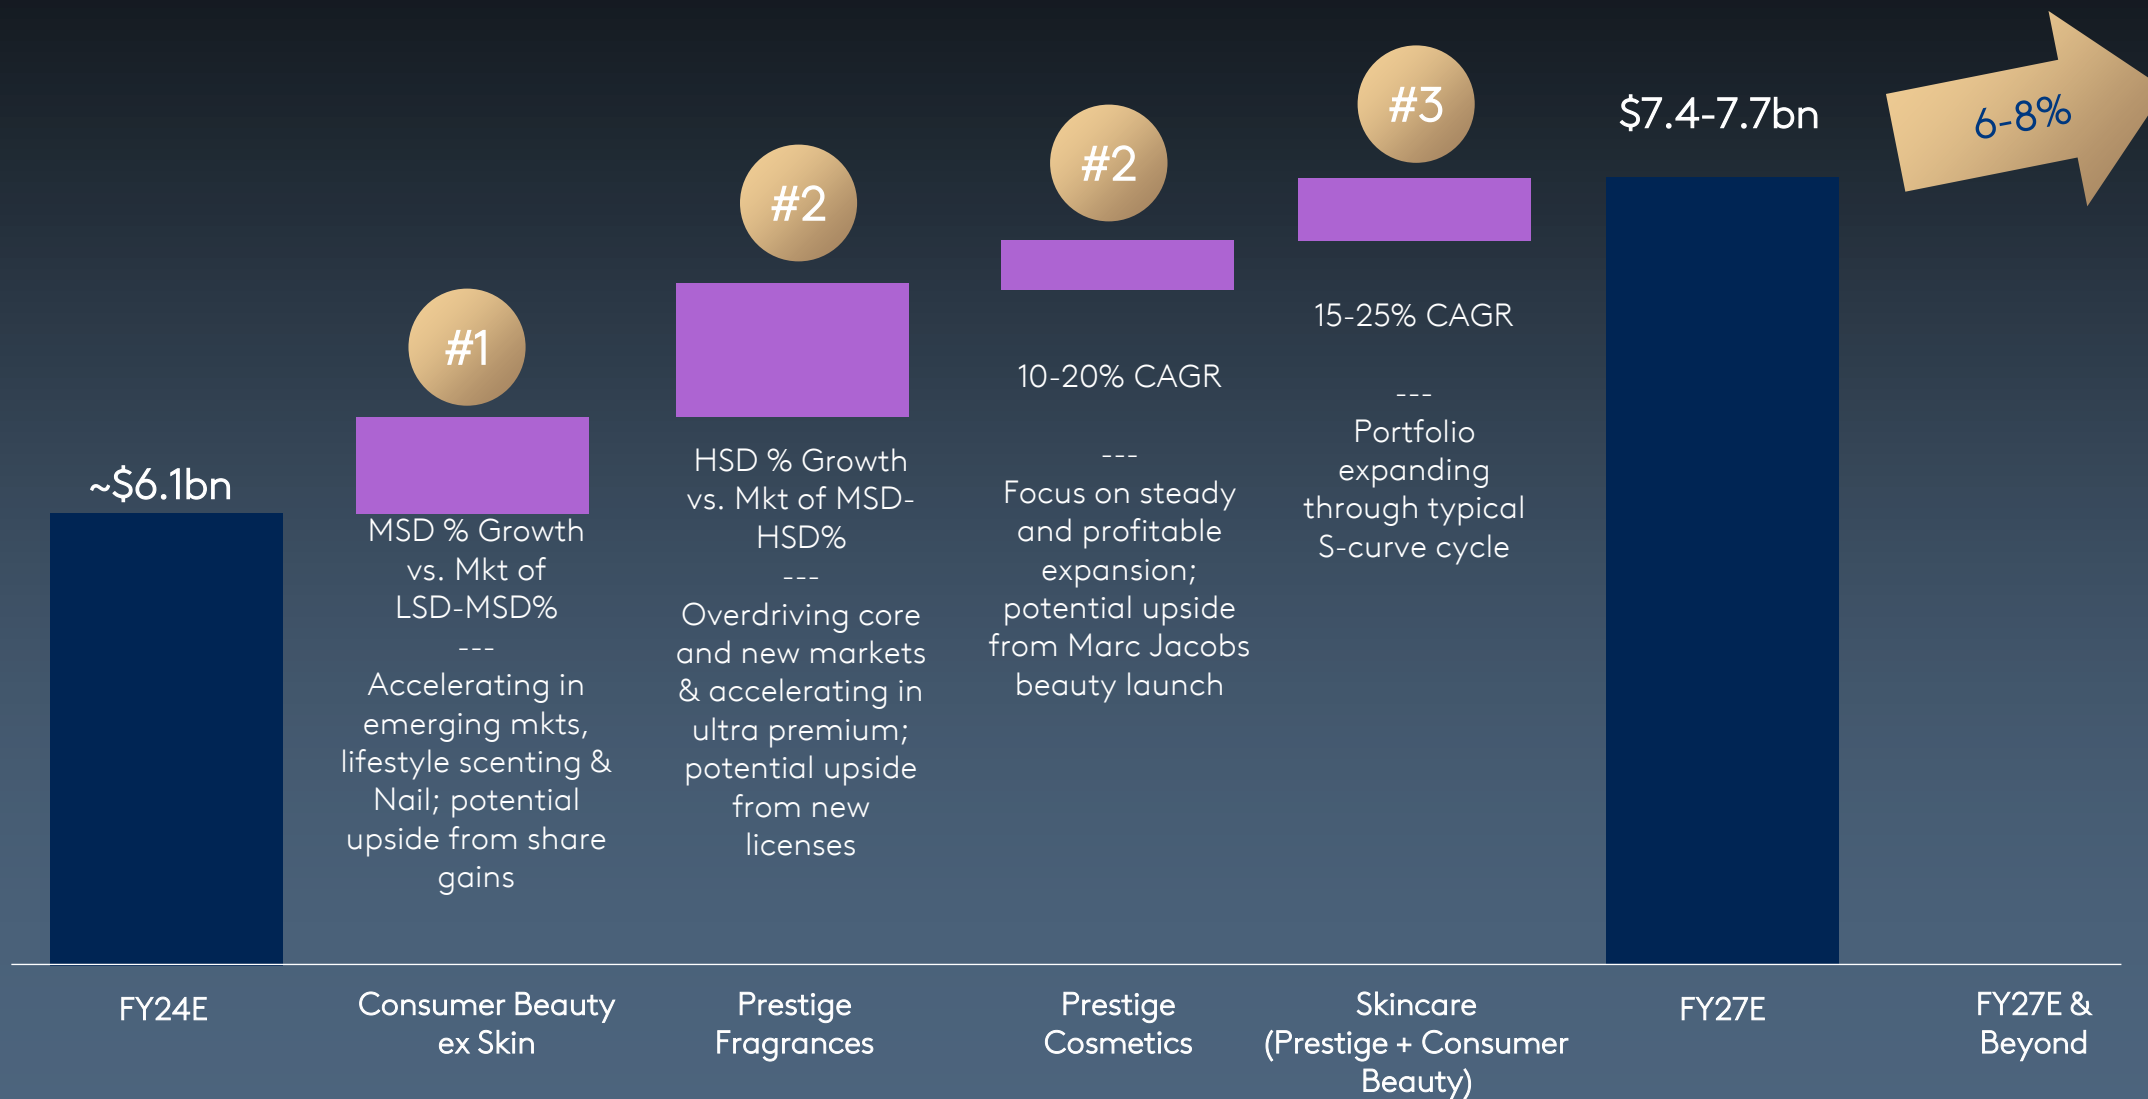 ~$6.1bn
#1
MSD % Growth
vs. Mkt of
LSD-MSD%
---
Accelerating in
emerging mkts,
lifestyle scenting &
Nail; potential
upside from share
gains
#2
HSD % Growth
vs. Mkt of MSD-
HSD%
---
Overdriving core
and new markets
& accelerating in
ultra premium;
potential upside
from new
licenses
#2
10-20% CAGR
---
Focus on steady
and profitable
expansion;
potential upside
from Marc Jacobs
beauty launch
#3
15-25% CAGR
---
Portfolio
expanding
through typical
S-curve cycle
$7.4-7.7bn
6-8%
FY24E
Consumer Beauty
ex Skin
Prestige
Fragrances
Prestige
Cosmetics
Skincare
(Prestige + Consumer
Beauty)
FY27E
FY27E &
Beyond